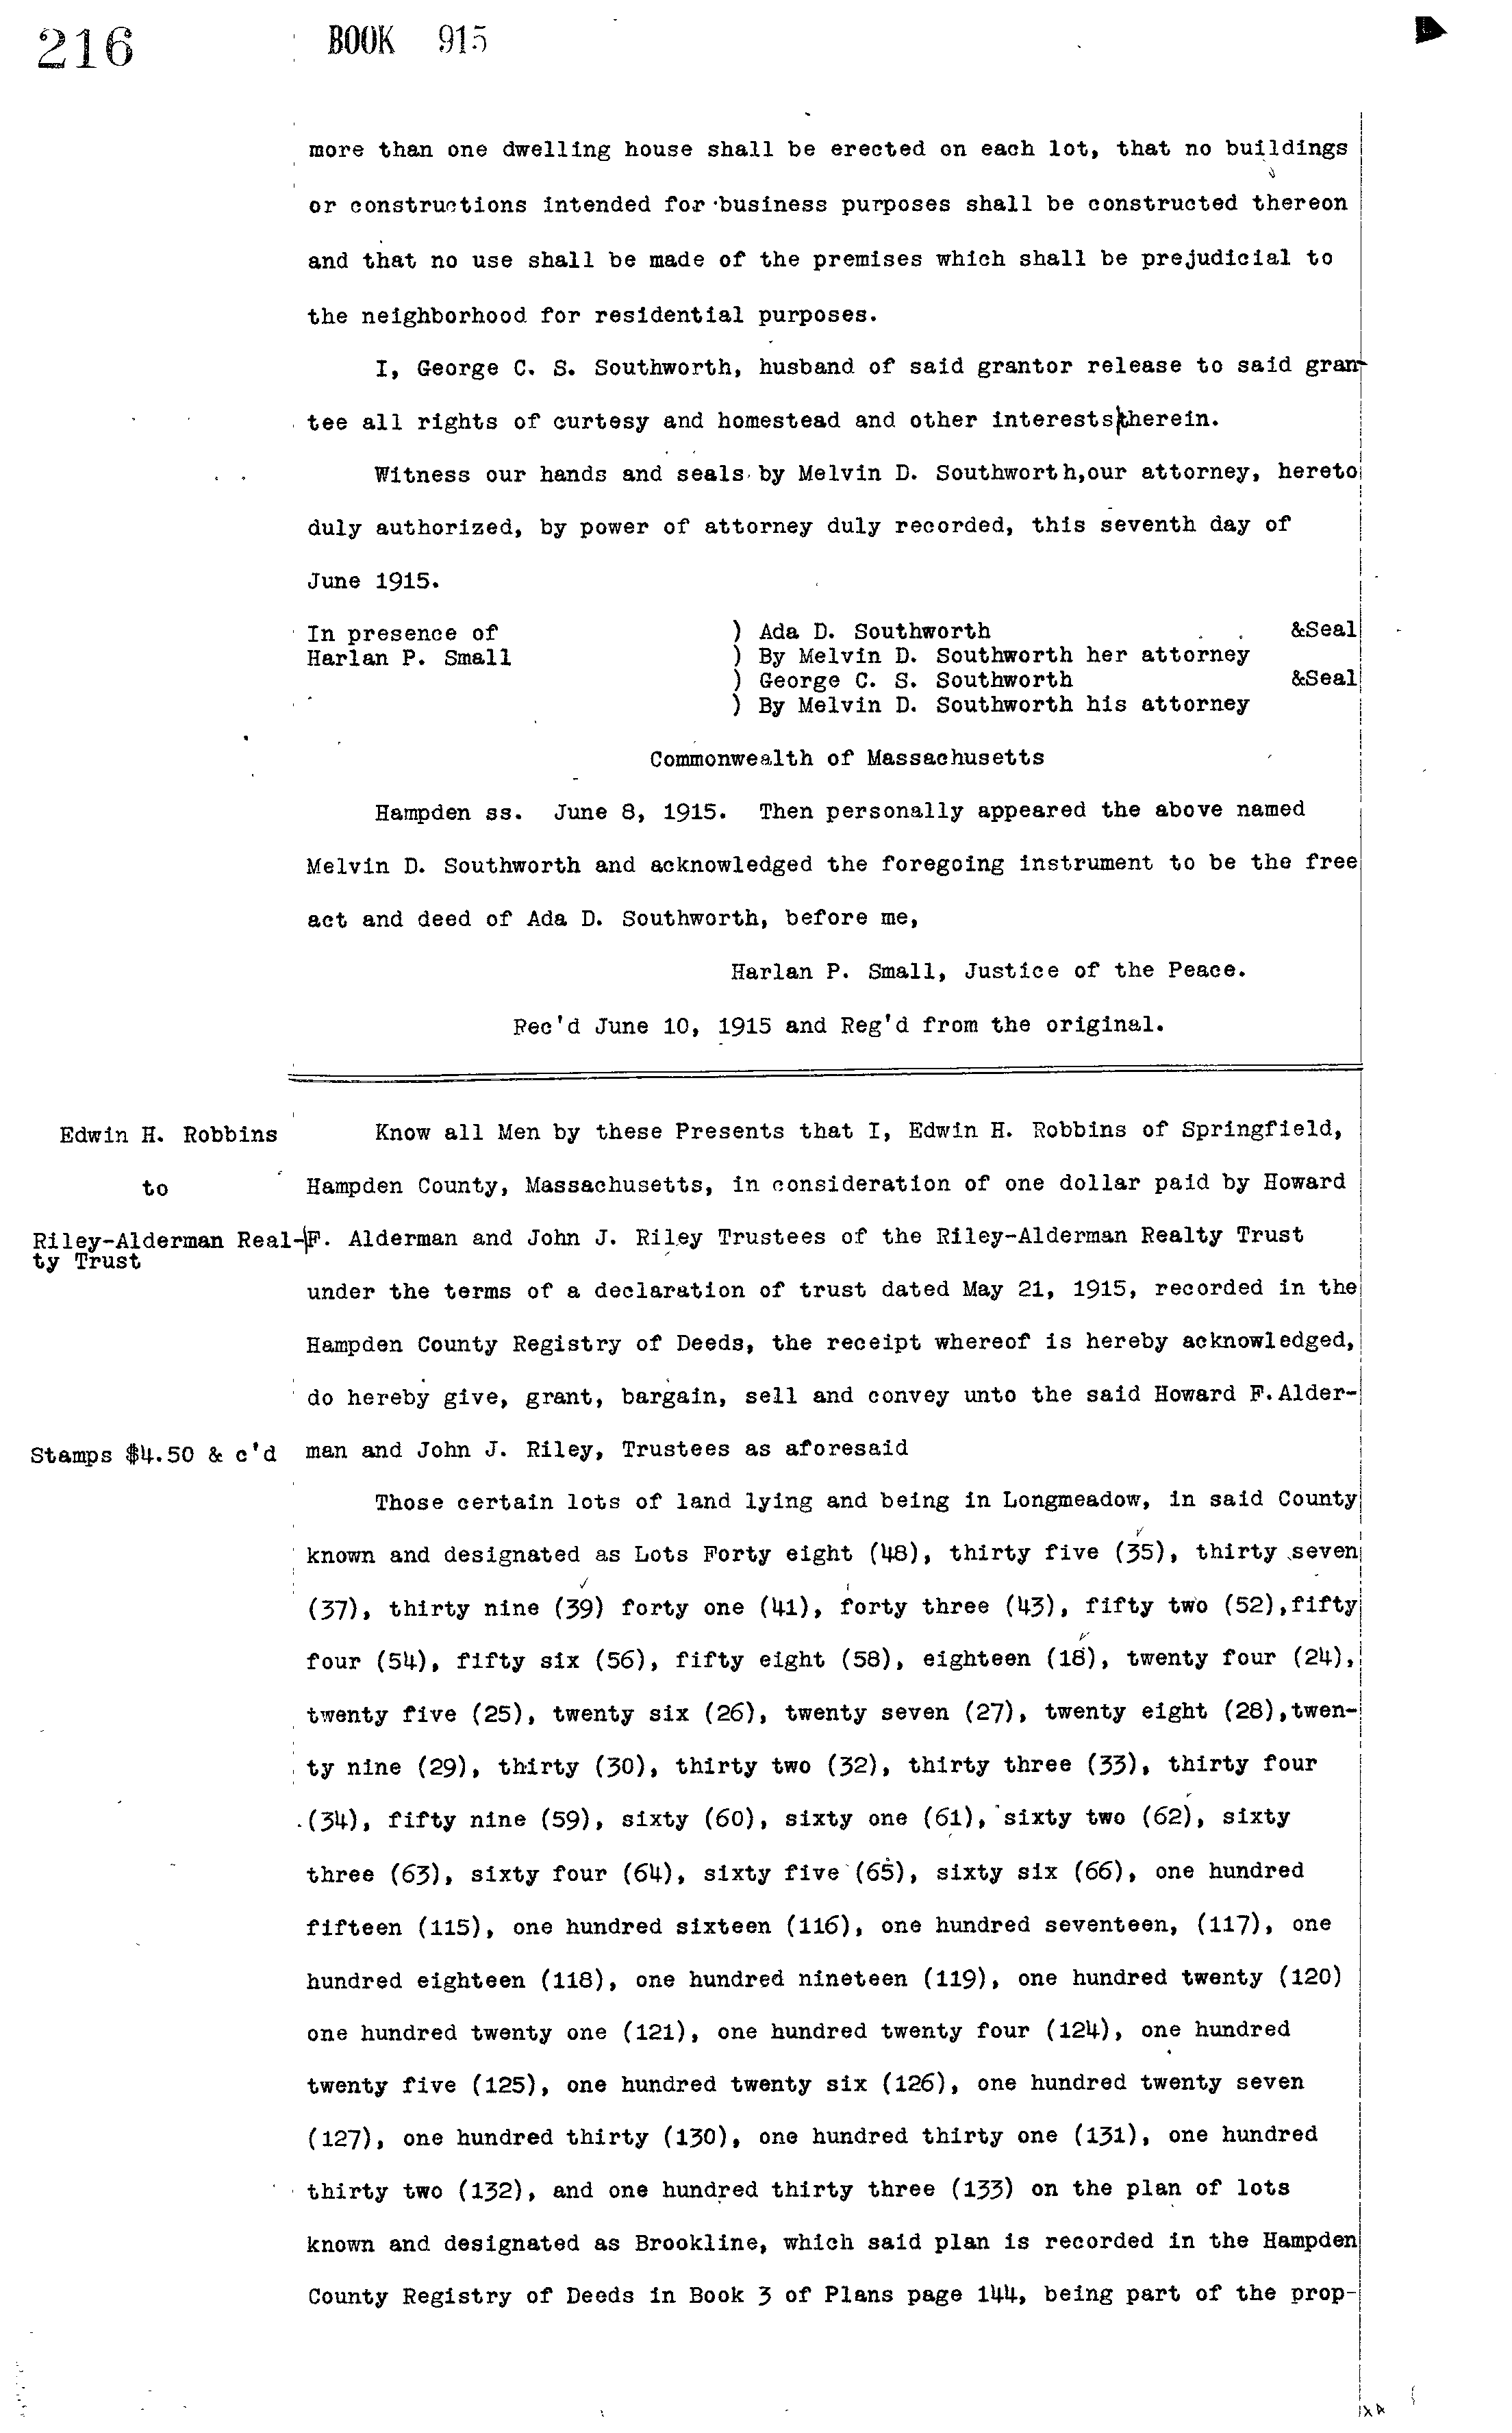 216
BOOK 915
more than one dwelling house shall be erected on each lot, that no buildings
or constructions intended for business purposes shall be constructed thereon
and that no use shall be made of the premises which shall be prejudicial to
the neighborhood for residential purposes.
I, George C. S. Southworth, husband of said grantor release to said gran-
tee all rights of curtesy and homestead and other interests therein.
Witness our hands and seals by Melvin D. Southworth,our attorney, hereto
duly authorized, by power of attorney duly recorded, this seventh day of
June 1915.
In presence of ) Ada D. Southworth &Seal
Harlan P. Small ) By Melvin D. Southworth her attorney
) George C. S. Southworth &Seal
) By Melvin D. Southworth his attorney
Commonwealth of Massachusetts
Hampden ss. June 8, 1915. Then personally appeared the above named
Melvin D. Southworth and acknowledged the foregoing instrument to be the free
act and deed of Ada D. Southworth, before me,
Harlan P. Small, Justice of the Peace.
Rec'd June 10, 1915 and Reg'd from the original.
Edwin H. Robbins
to
Riley-Alderman Real-
ty Trust
Stamps $4.50 & c'd
Know all Men by these Presents that I, Edwin H. Robbins of Springfield,
Hampden County, Massachusetts, in consideration of one dollar paid by Howard
F. Alderman and John J. Riley Trustees of the Riley-Alderman Realty Trust
under the terms of a declaration of trust dated May 21, 1915, recorded in the
Hampden County Registry of Deeds, the receipt whereof is hereby acknowledged,
do hereby give, grant, bargain, sell and convey unto the said Howard F. Alder-
man and John J. Riley, Trustees as aforesaid
Those certain lots of land lying and being in Longmeadow, in said County
known and designated as Lots Forty eight (48), thirty five (35), thirty seven
(37), thirty nine (39) forty one (41), forty three (43), fifty two (52),fifty
four (54), fifty six (56), fifty eight (58), eighteen (18), twenty four (24),
twenty five (25), twenty six (26), twenty seven (27), twenty eight (28),twen-
ty nine (29), thirty (30), thirty two (32), thirty three (33), thirty four
(34), fifty nine (59), sixty (60), sixty one (61), sixty two (62), sixty
three (63), sixty four (64), sixty five (65), sixty six (66), one hundred
fifteen (115), one hundred sixteen (116), one hundred seventeen, (117), one
hundred eighteen (118), one hundred nineteen (119), one hundred twenty (120)
one hundred twenty one (121), one hundred twenty four (124), one hundred
twenty five (125), one hundred twenty six (126), one hundred twenty seven
(127), one hundred thirty (130), one hundred thirty one (131), one hundred
thirty two (132), and one hundred thirty three (133) on the plan of lots
known and designated as Brookline, which said plan is recorded in the Hampden
County Registry of Deeds in Book 3 of Plans page 144, being part of the prop-